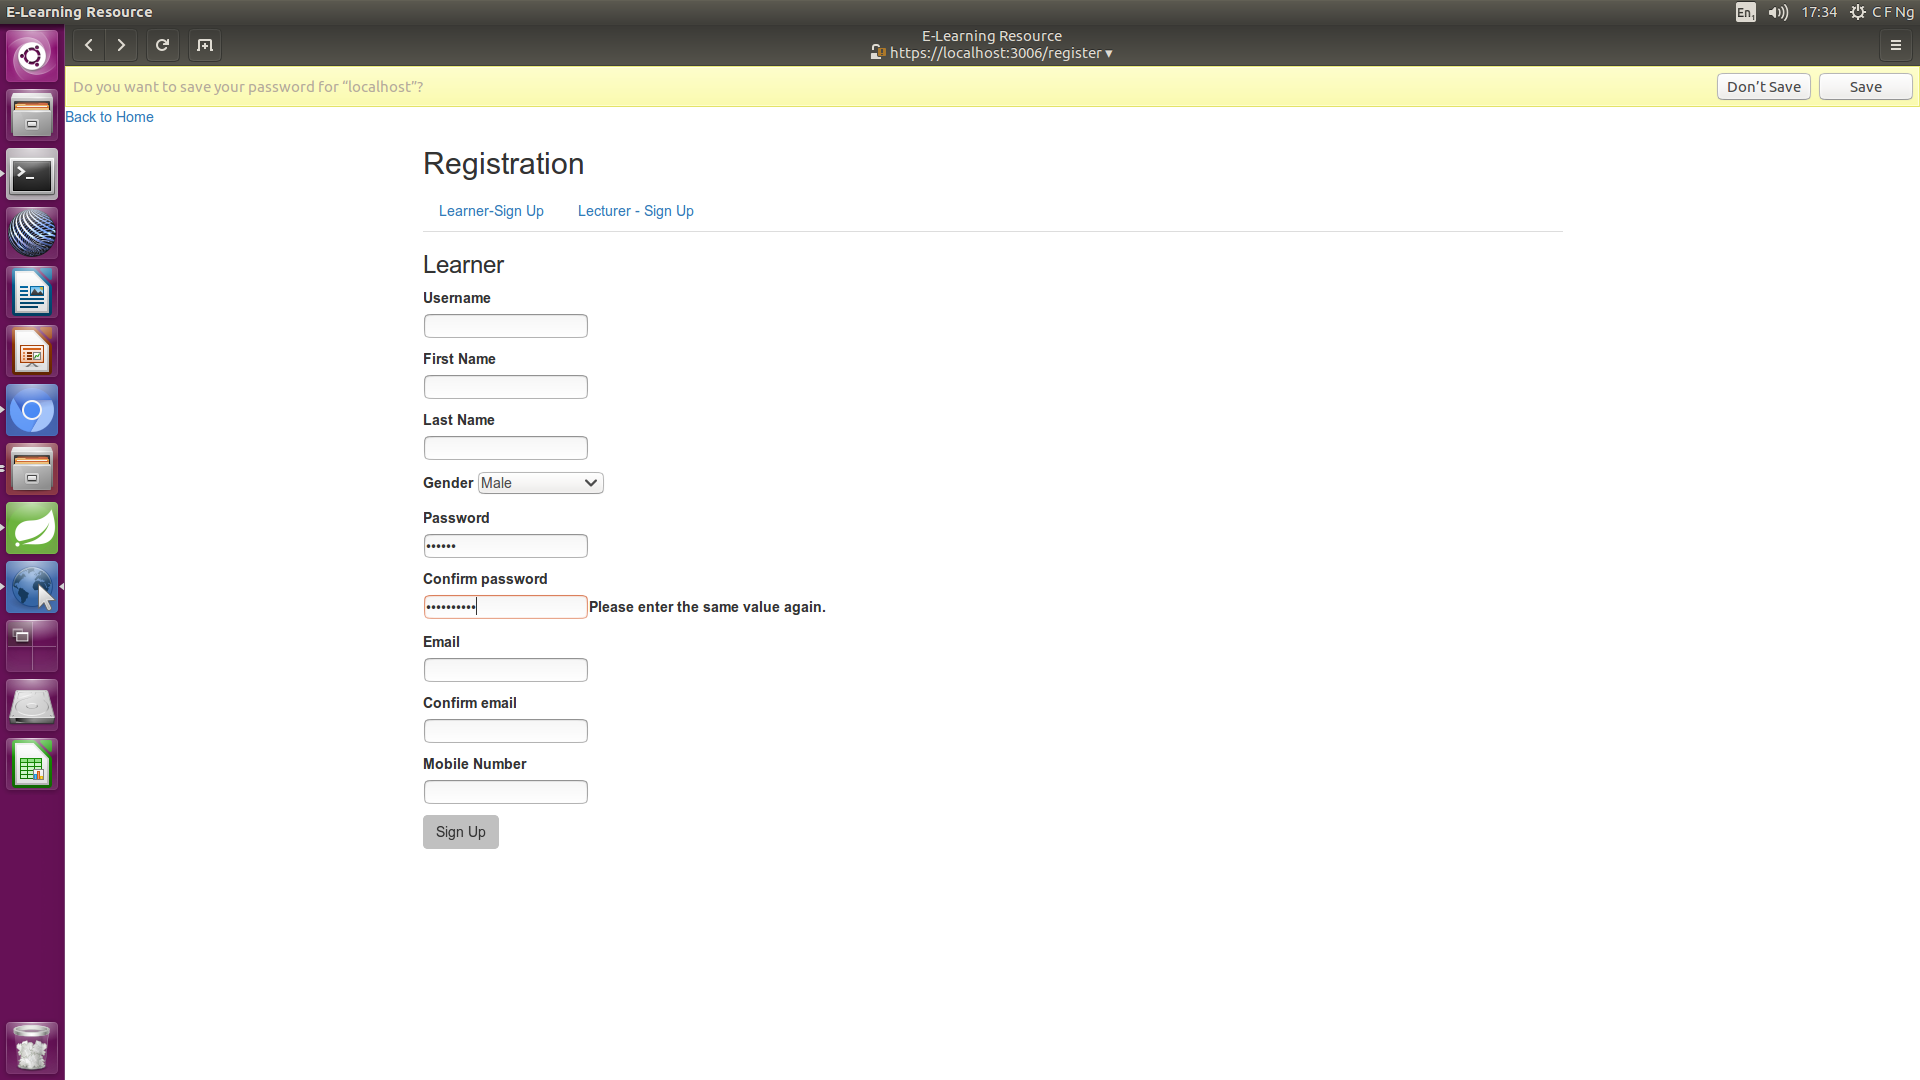 E-Learning Resource
En1 17:34 C F Ng
E-Learning Resource
https://localhost:3006/register ▾
Do you want to save your password for “localhost”?
Don’t Save Save
Back to Home
Registration
Learner-Sign Up Lecturer - Sign Up
Learner
Username
First Name
Last Name
Gender Male
Password
••••••
Confirm password
•••••••••• Please enter the same value again.
Email
Confirm email
Mobile Number
Sign Up